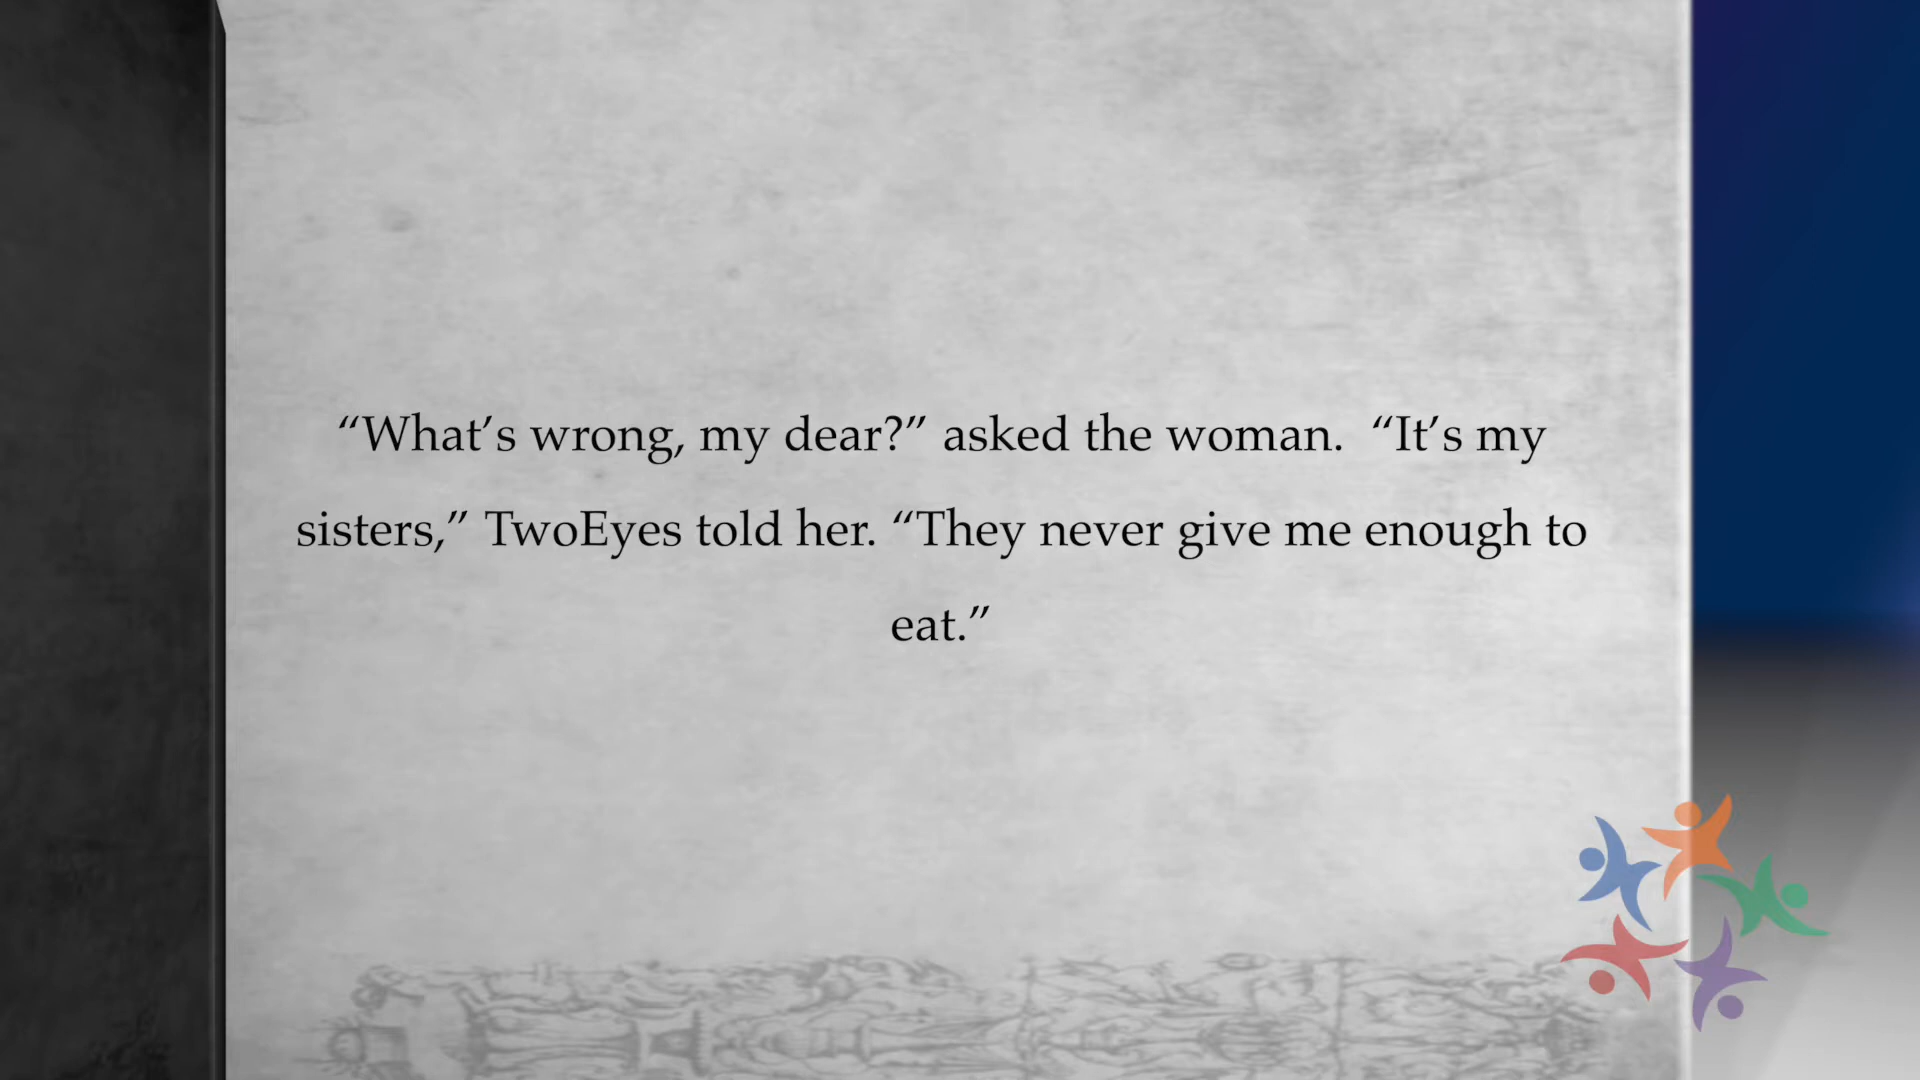 “What’s wrong, my dear?” asked the woman.  “It’s my
sisters,” TwoEyes told her. “They never give me enough to
eat.”